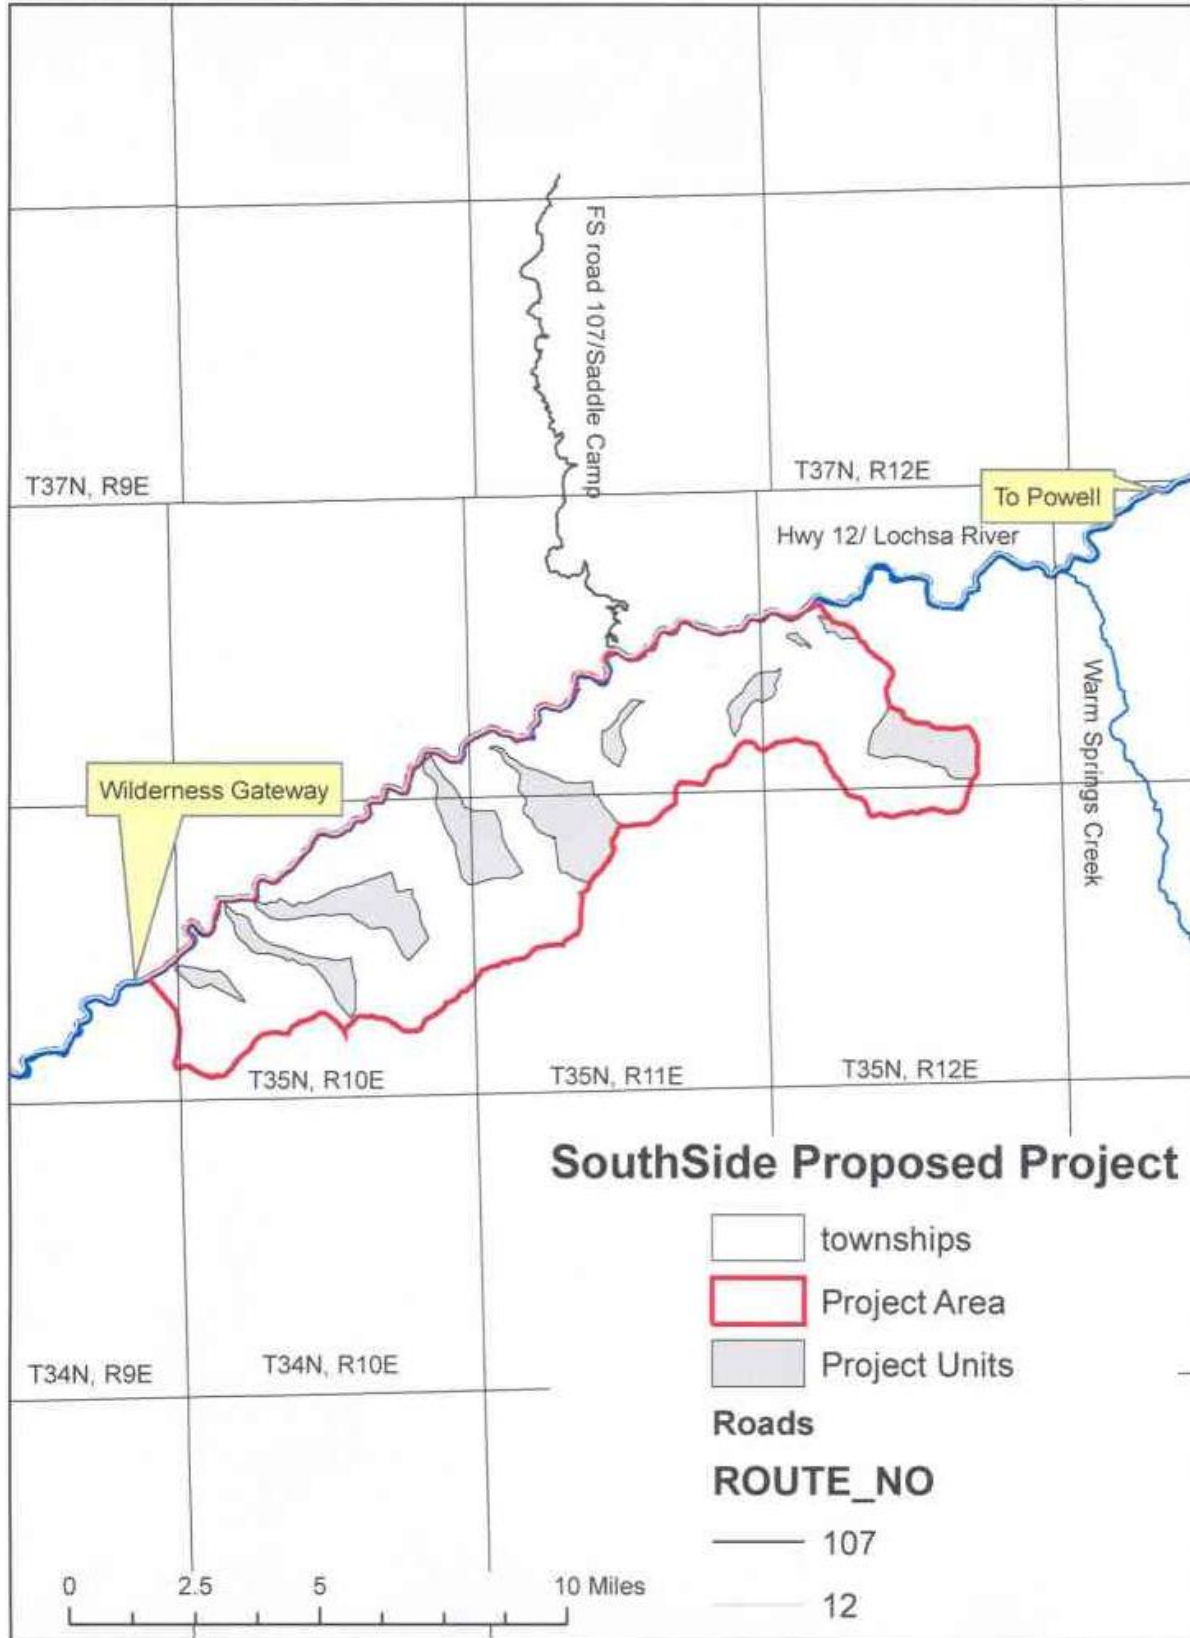 FS road 107/Saddle Camp
T37N, R9E
T37N, R12E
To Powell
Hwy 12/ Lochsa River
Warm Springs Creek
Wilderness Gateway
T35N, R10E
T35N, R11E
T35N, R12E
SouthSide Proposed Project
townships
Project Area
Project Units
T34N, R9E
T34N, R10E
Roads
ROUTE_NO
107
12
0 2.5 5 10 Miles